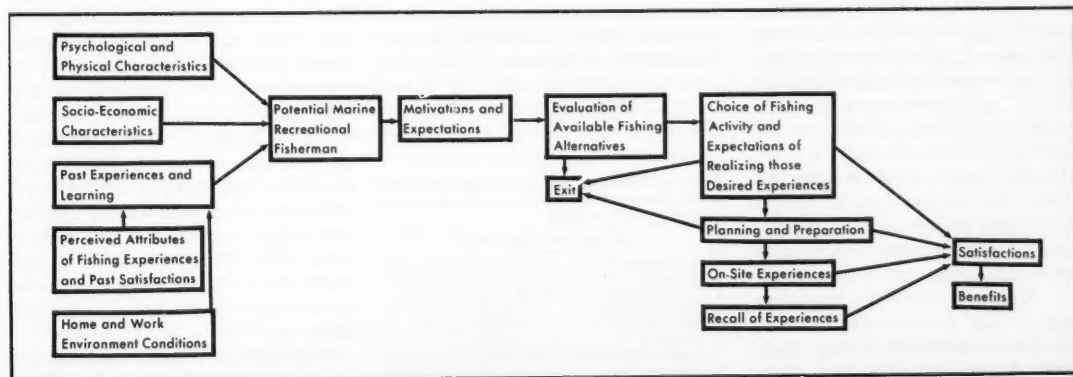 Psychological and
Physical Characteristics
Socio-Economic
Characteristics
Past Experiences and
Learning
Perceived Attributes
of Fishing Experiences
and Past Satisfactions
Home and Work
Environment Conditions
Potential Marine
Recreational
Fisherman
Motivations and
Expectations
Evaluation of
Available Fishing
Alternatives
Exit
Choice of Fishing
Activity and
Expectations of
Realizing those
Desired Experiences
Planning and Preparation
On-Site Experiences
Recall of Experiences
Satisfactions
Benefits